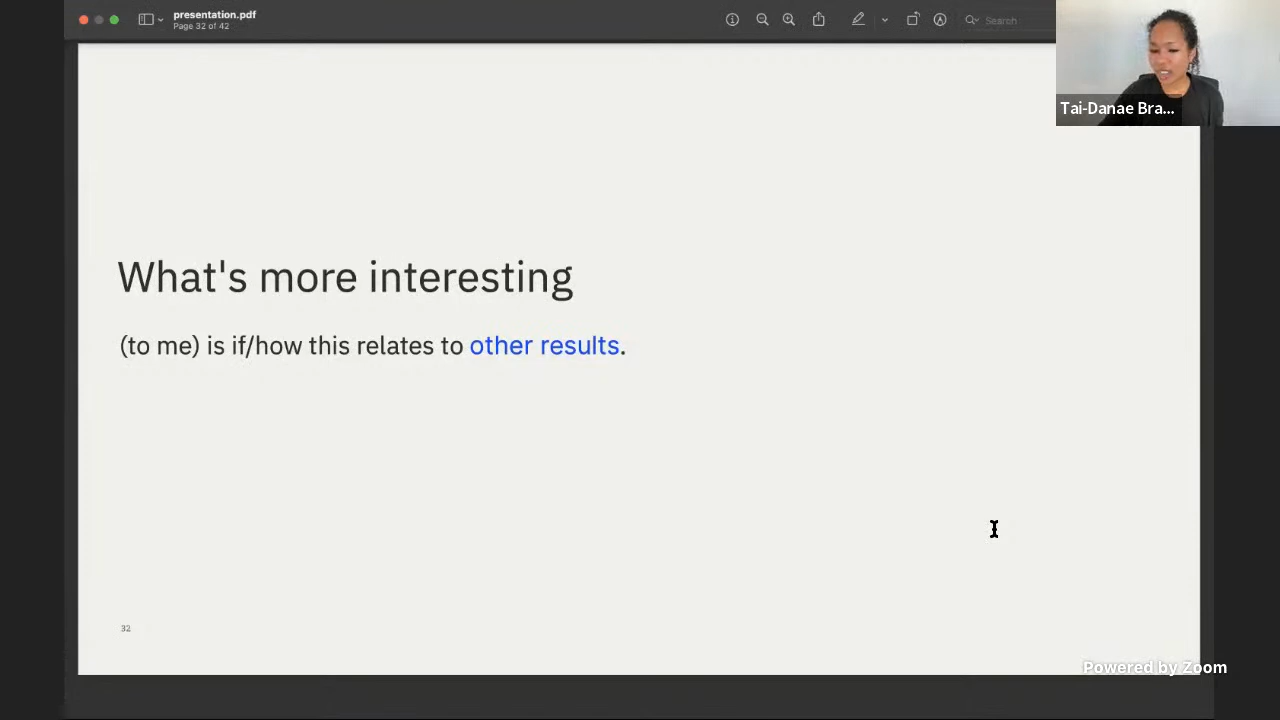 presentation.pdf
Page 32 of 42
Search
Tai-Danae Bra...
What's more interesting
(to me) is if/how this relates to other results.
32
Powered by Zoom